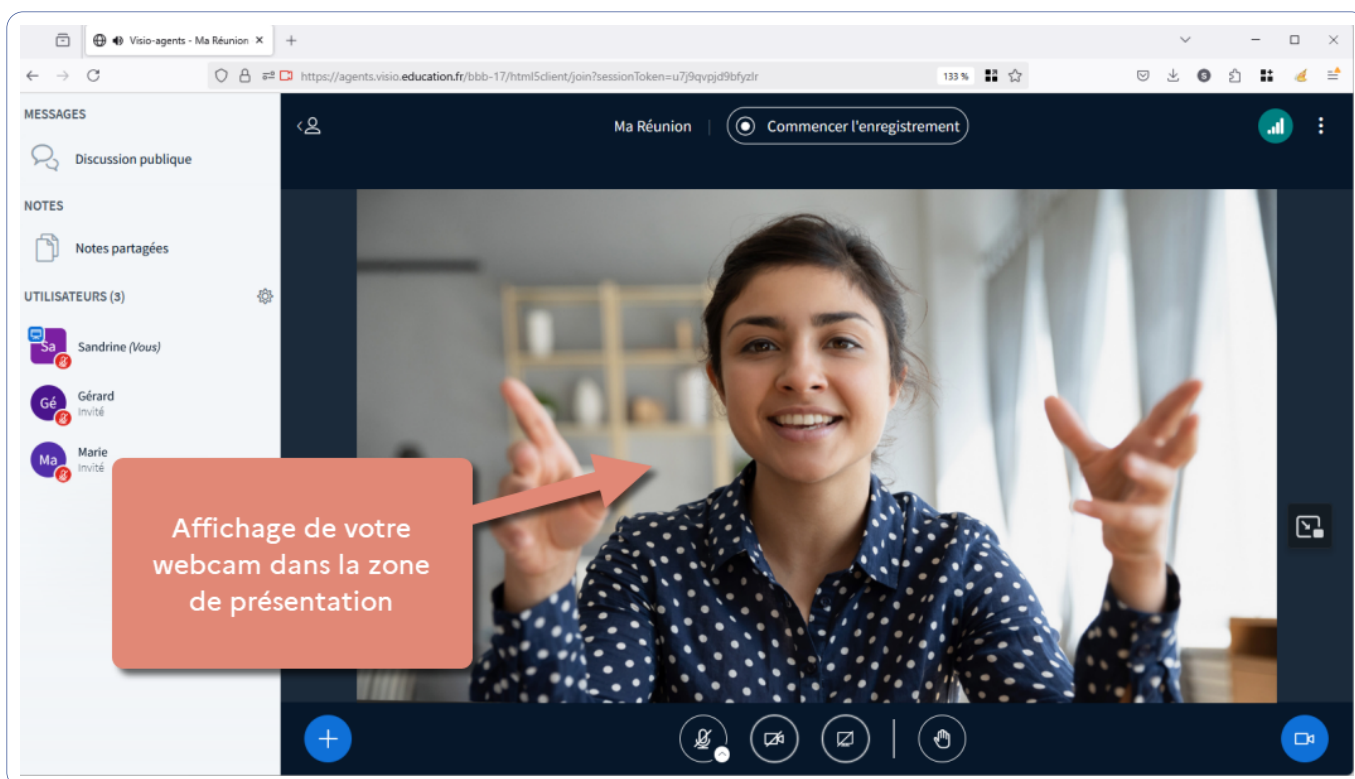 Visio-agents - Ma Réunion
https://agents.visio.education.fr/bbb-17/html5client/join?sessionToken=u7j9qvpjd9bfyzlr
133 %
MESSAGES
Discussion publique
NOTES
Notes partagées
UTILISATEURS (3)
Sa
Sandrine (Vous)
Gé
Gérard
Invité
Ma
Marie
Invité
Ma Réunion
Commencer l'enregistrement
Affichage de votre
webcam dans la zone
de présentation